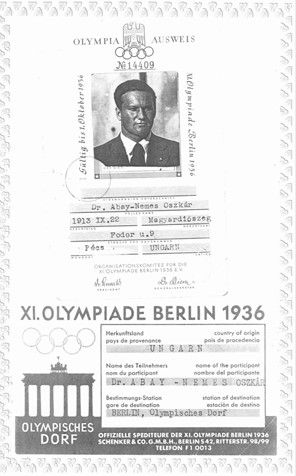 OLYMPIA AUSWEIS
№ 14409
Gültig bis 1. Oktober 1936
XI. Olympiade Berlin 1936
Dr. Abay-Nemes Oszkár
1913 IX.22 Magyardiószeg
Fodor u.9
Pécs UNGARN
ORGANISATIONSKOMITEE FÜR DIE
XI. OLYMPIADE BERLIN 1936 E.V.
XI. OLYMPIADE BERLIN 1936
Herkunftsland country of origin
pays de provenance pais de procedencia
UNGARN
Name des Teilnehmers name of the participant
nom du participant nombre del participante
Dr. ABAY - NEMES OSZKÁR
Bestimmungs-Station station of destination
gare de destination estación de destino
BERLIN, Olympisches Dorf
OLYMPISCHES
DORF
OFFIZIELLE SPEDITEURE DER XI. OLYMPIADE BERLIN 1936
SCHENKER & CO. G.M.B.H., BERLIN S 42, RITTERSTR. 98/99
TELEFON F1 0013